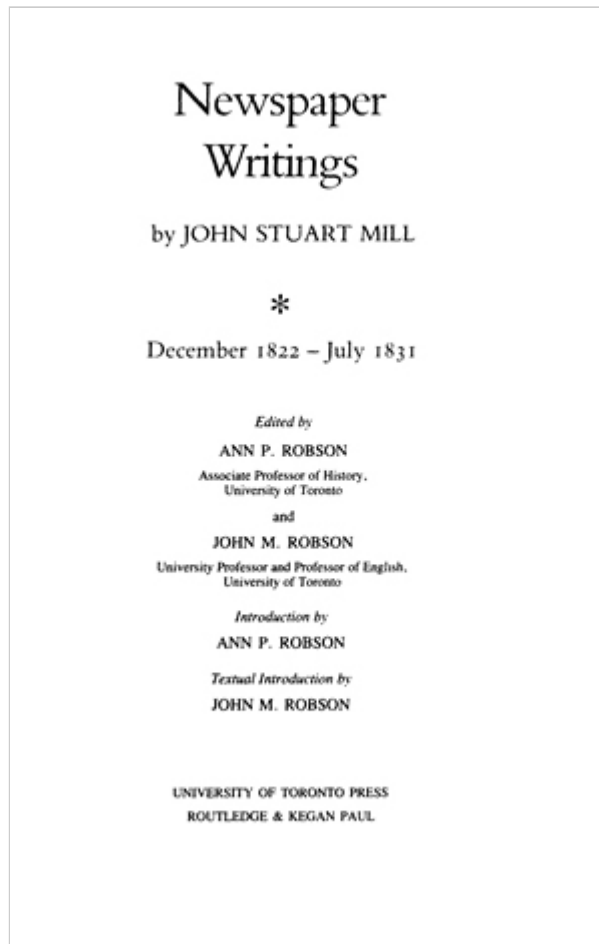 Newspaper
Writings
by JOHN STUART MILL
*
December 1822 – July 1831
Edited by
ANN P. ROBSON
Associate Professor of History,
University of Toronto
and
JOHN M. ROBSON
University Professor and Professor of English,
University of Toronto
Introduction by
ANN P. ROBSON
Textual Introduction by
JOHN M. ROBSON
UNIVERSITY OF TORONTO PRESS
ROUTLEDGE & KEGAN PAUL